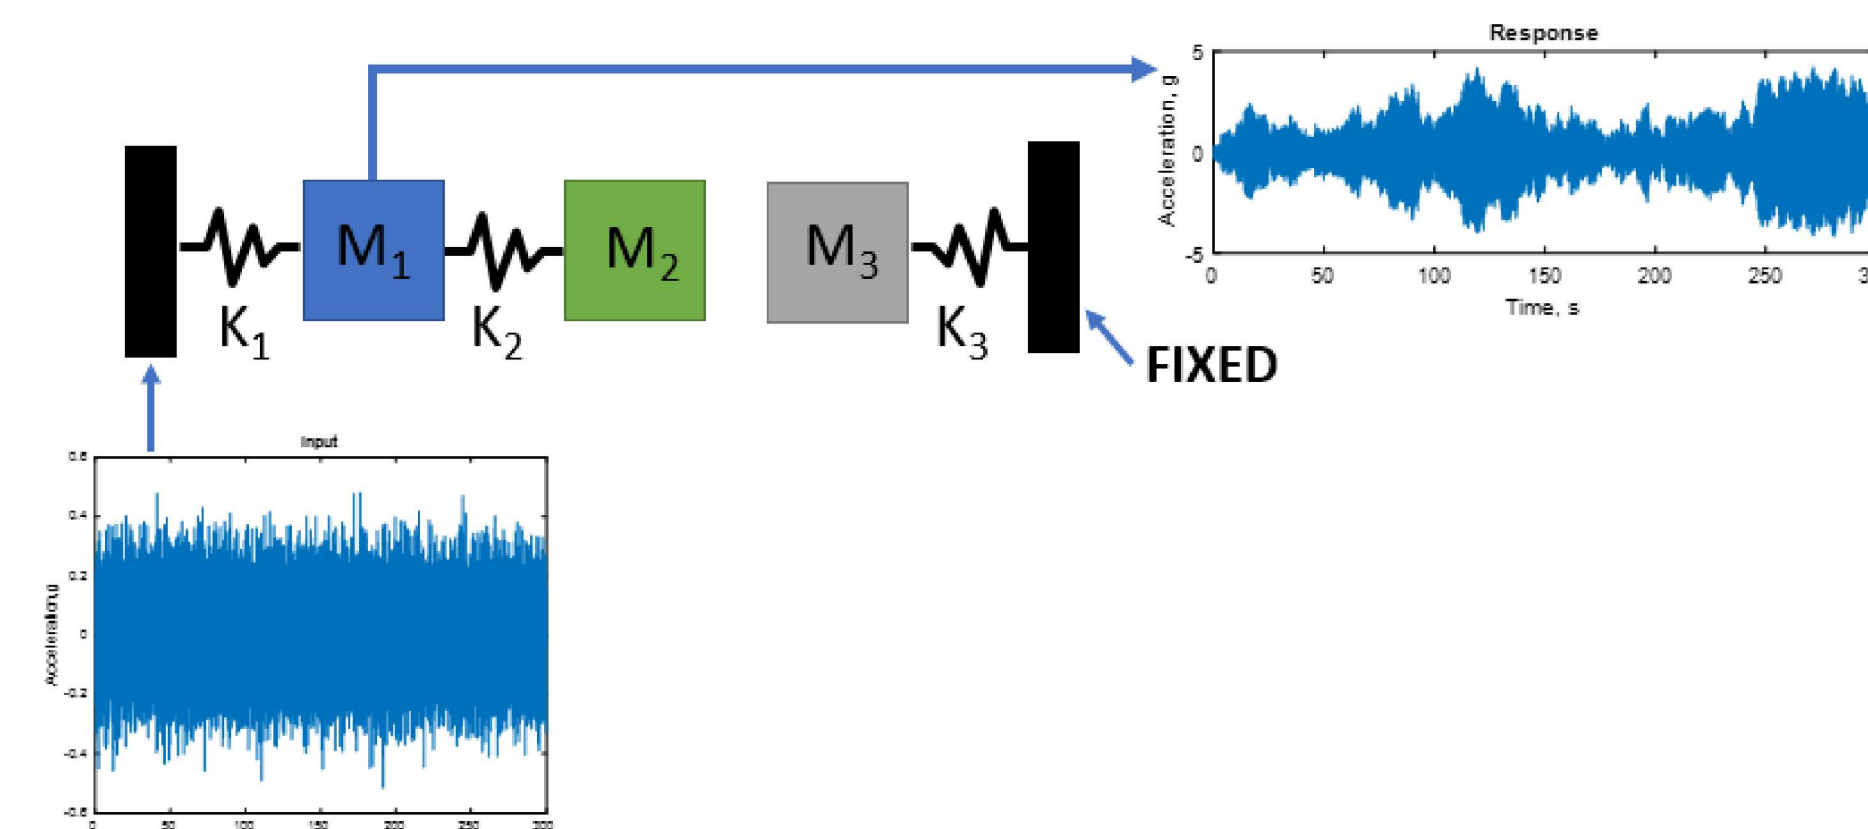 Response
5
0
-5
Acceleration, g
0 50 100 150 200 250 3
Time, s
M1
M2
M3
K1
K2
K3
FIXED
Input
0.6
0.4
0.2
0
-0.2
-0.4
-0.6
Acceleration,g
0 50 100 150 200 250 300